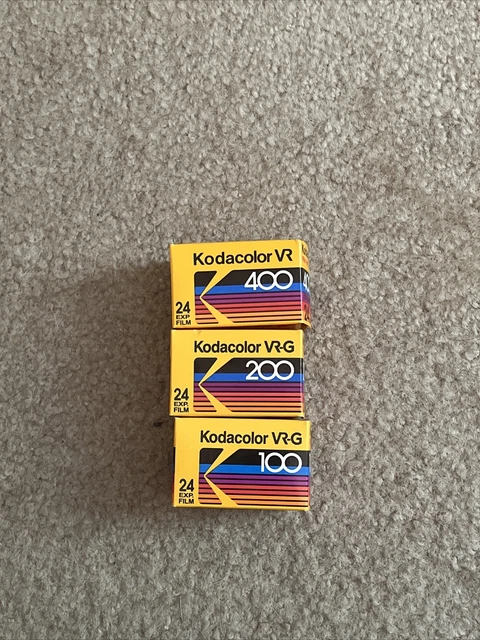 Kodacolor VR
400
24
EXP.
FILM
Kodacolor VR-G
200
24
EXP.
FILM
Kodacolor VR-G
100
24
EXP.
FILM